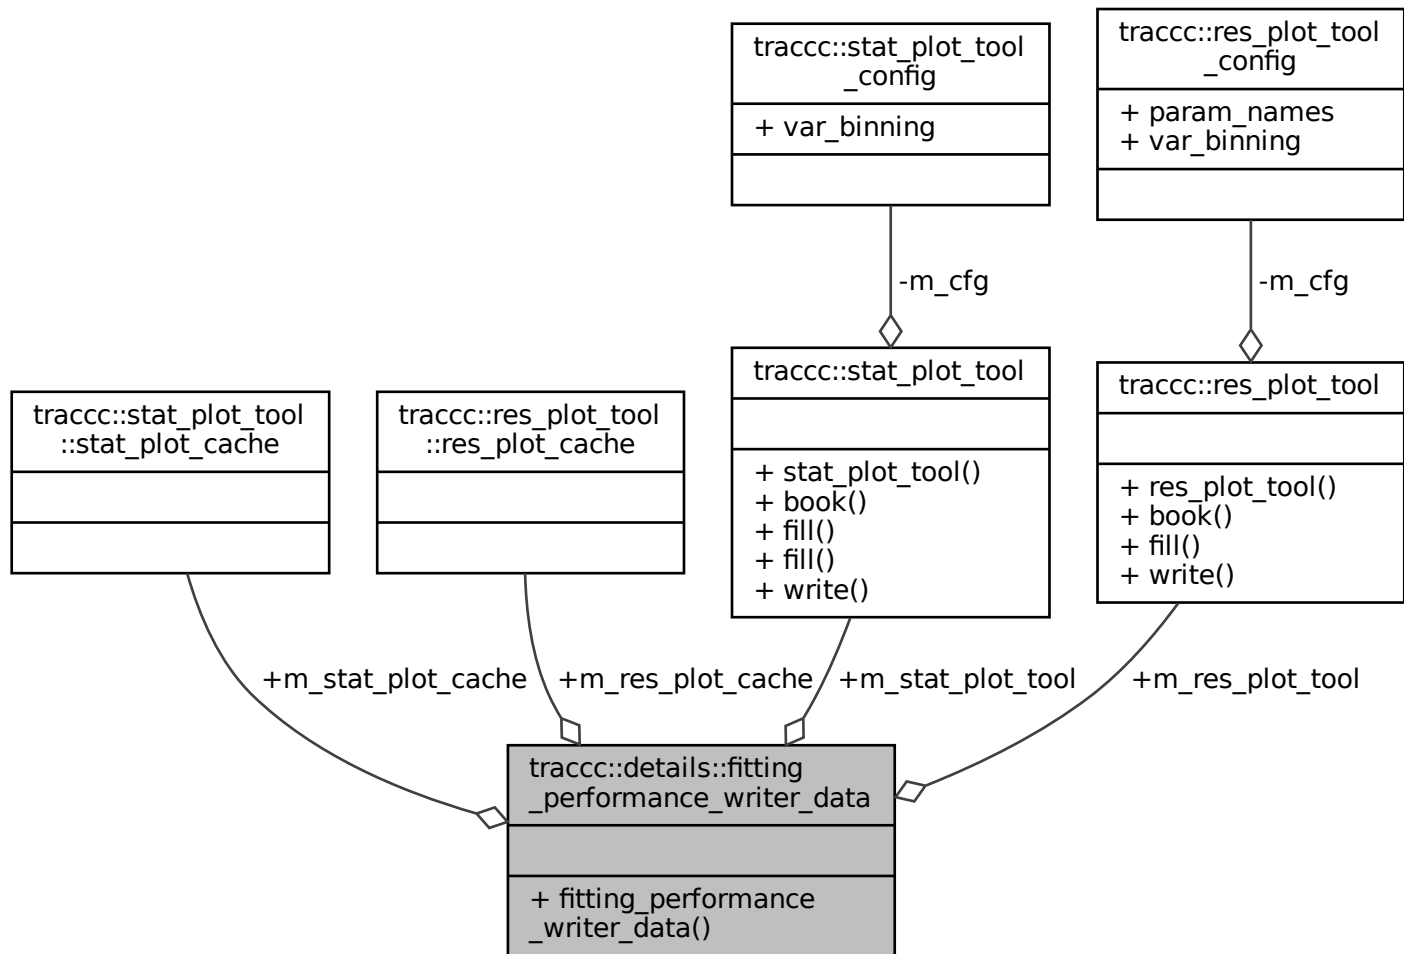 traccc::stat_plot_tool
_config
+ var_binning
traccc::res_plot_tool
_config
+ param_names
+ var_binning
-m_cfg
-m_cfg
traccc::stat_plot_tool
::stat_plot_cache
traccc::res_plot_tool
::res_plot_cache
traccc::stat_plot_tool
+ stat_plot_tool()
+ book()
+ fill()
+ fill()
+ write()
traccc::res_plot_tool
+ res_plot_tool()
+ book()
+ fill()
+ write()
+m_stat_plot_cache
+m_res_plot_cache
+m_stat_plot_tool
+m_res_plot_tool
traccc::details::fitting
_performance_writer_data
+ fitting_performance
_writer_data()